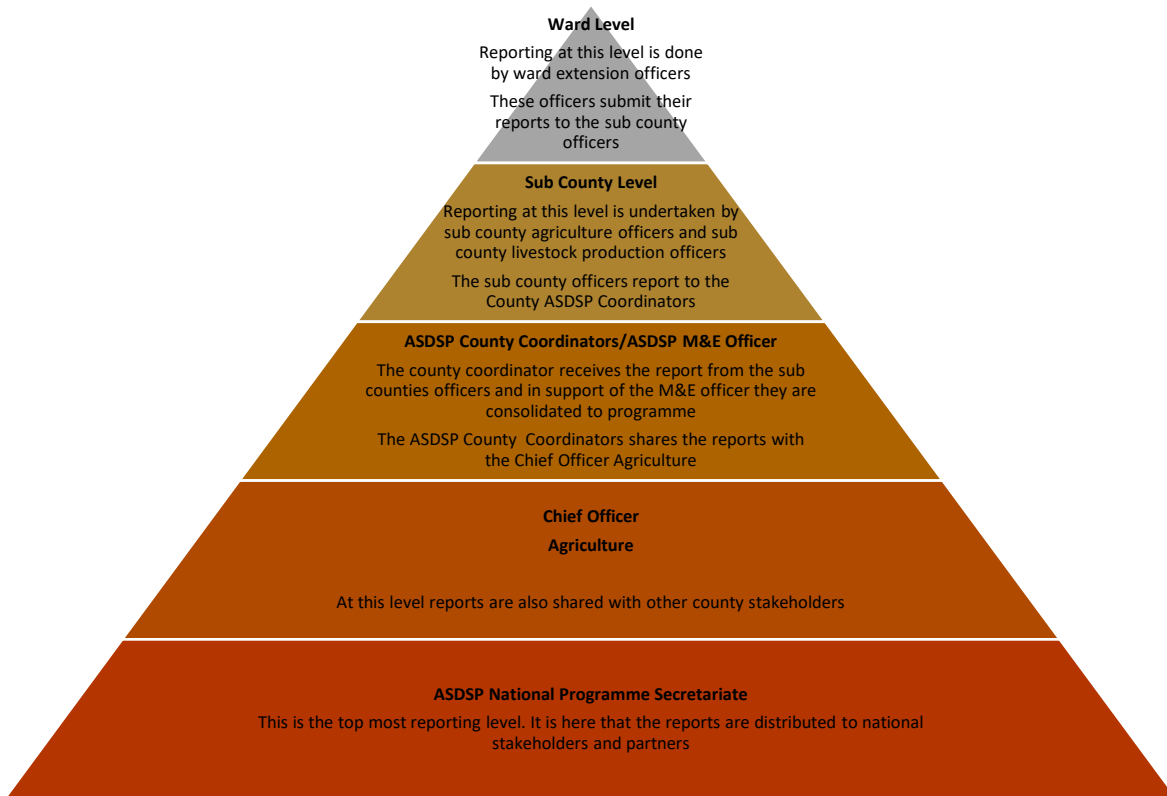 Ward Level
Reporting at this level is done
by ward extension officers
These officers submit their
reports to the sub county
officers
Sub County Level
Reporting at this level is undertaken by
sub county agriculture officers and sub
county livestock production officers
The sub county officers report to the
County ASDSP Coordinators
ASDSP County Coordinators/ASDSP M&E Officer
The county coordinator receives the report from the sub
counties officers and in support of the M&E officer they are
consolidated to programme
The ASDSP County Coordinators shares the reports with
the Chief Officer Agriculture
Chief Officer
Agriculture
At this level reports are also shared with other county stakeholders
ASDSP National Programme Secretariate
This is the top most reporting level. It is here that the reports are distributed to national
stakeholders and partners